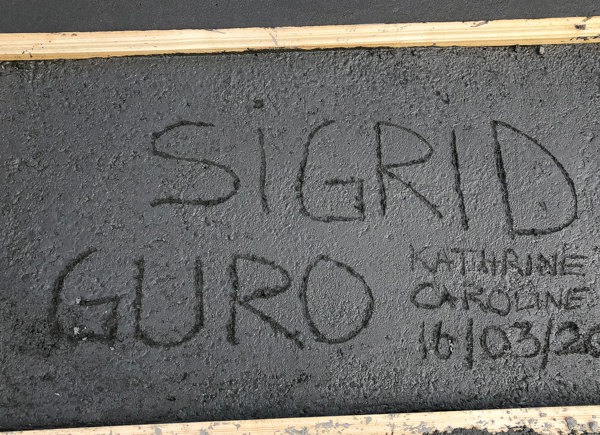 SiGRID
GURO
KATHRINE
CAROLINE
16/03/20